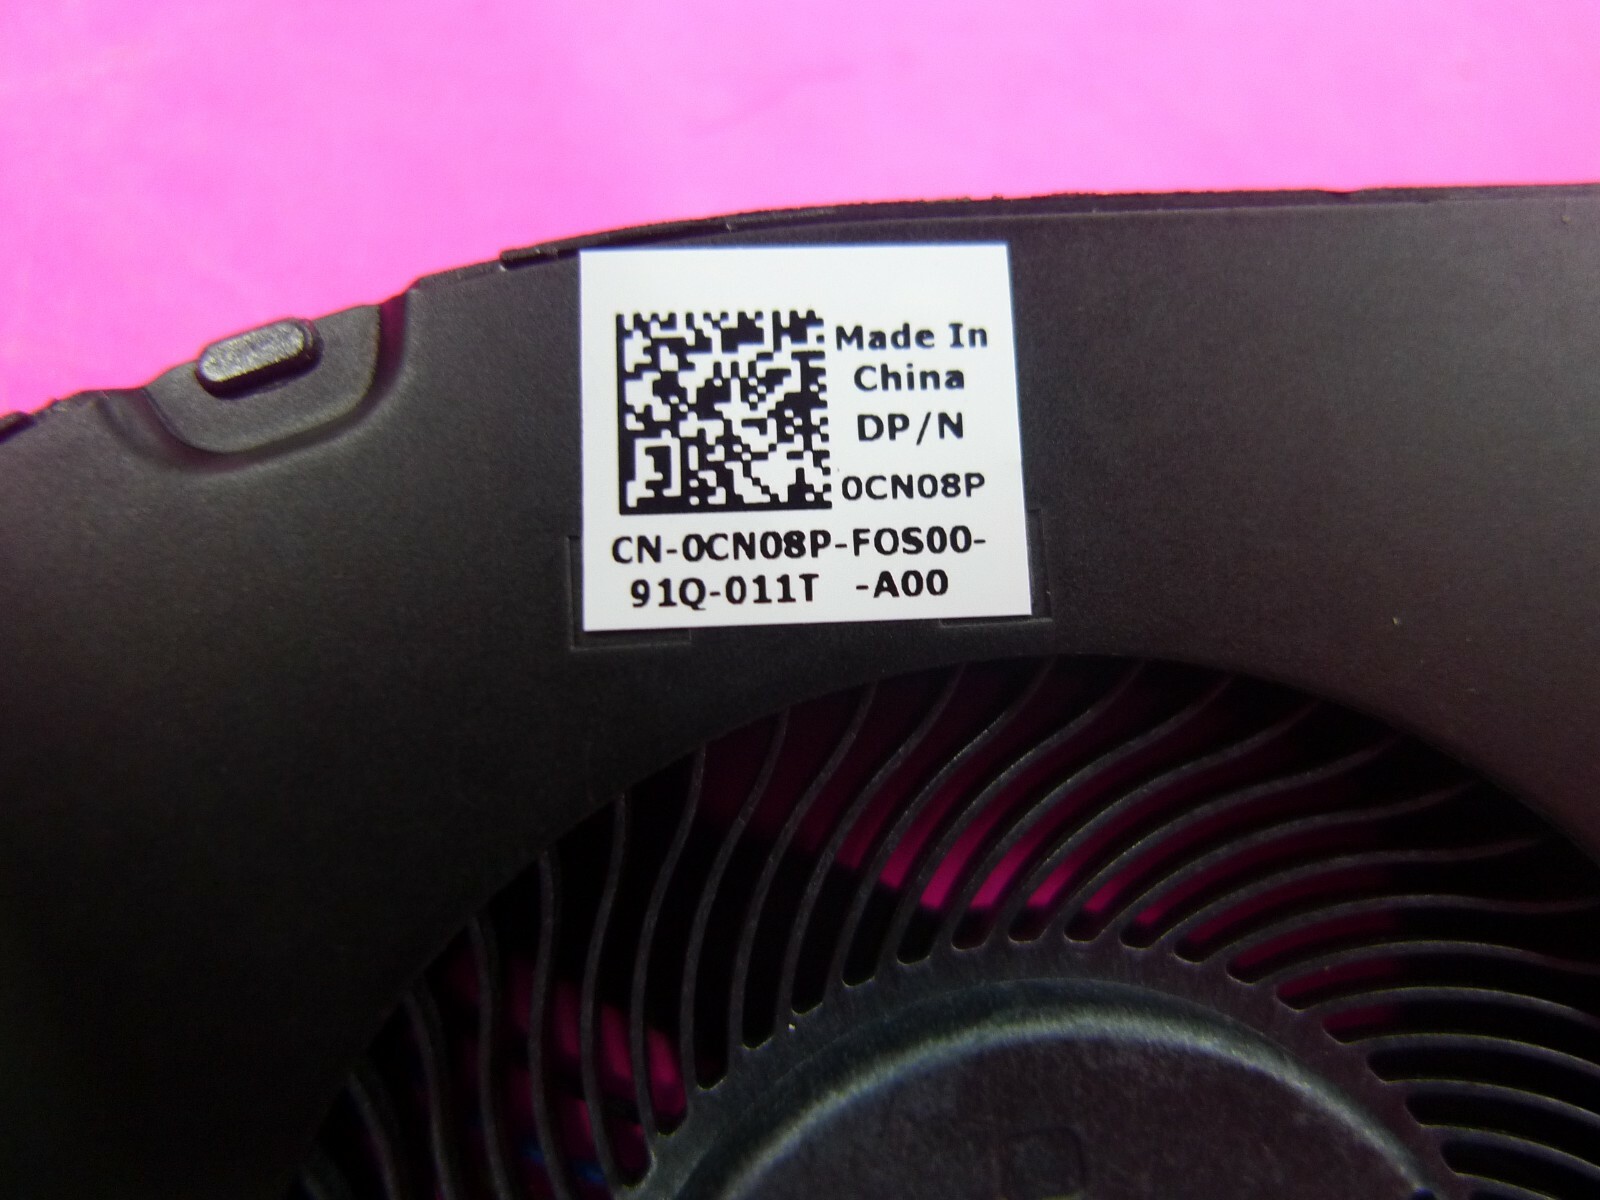 Made In
China
DP/N
0CN08P
CN-0CN08P-FOS00-
91Q-011T -A00